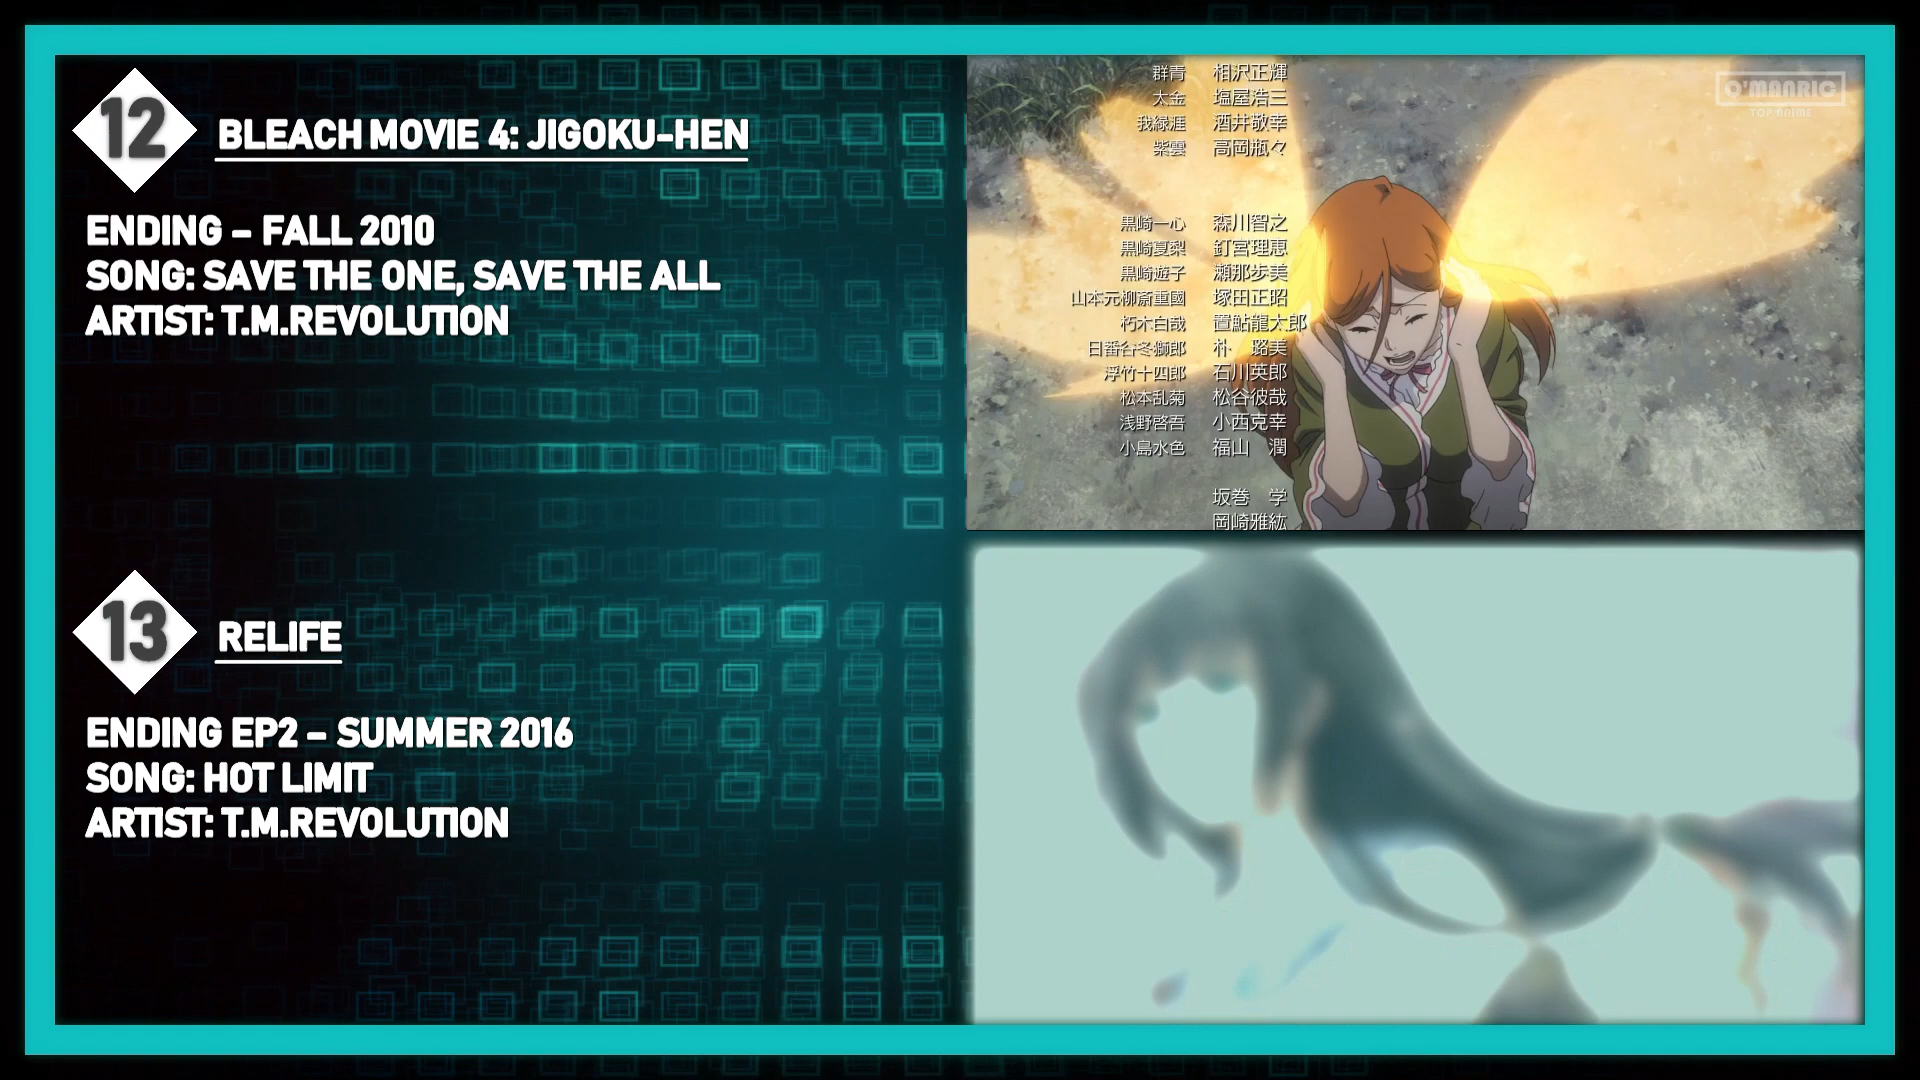 12
BLEACH MOVIE 4: JIGOKU-HEN
ENDING – FALL 2010
SONG: SAVE THE ONE, SAVE THE ALL
ARTIST: T.M.REVOLUTION
群青 相沢正輝
太金 塩屋浩三
我緑涯 酒井敬幸
紫雲 高岡瓶々
黒崎一心 森川智之
黒崎夏梨 釘宮理恵
黒崎遊子 瀬那歩美
山本元柳斎重國 塚田正昭
朽木白哉 置鮎龍太郎
日番谷冬獅郎 朴 璐美
浮竹十四郎 石川英郎
松本乱菊 松谷彼哉
浅野啓吾 小西克幸
小島水色 福山 潤
坂巻 学
岡崎雅紘
O'MANRIC
TOP ANIME
13
RELIFE
ENDING EP2 – SUMMER 2016
SONG: HOT LIMIT
ARTIST: T.M.REVOLUTION